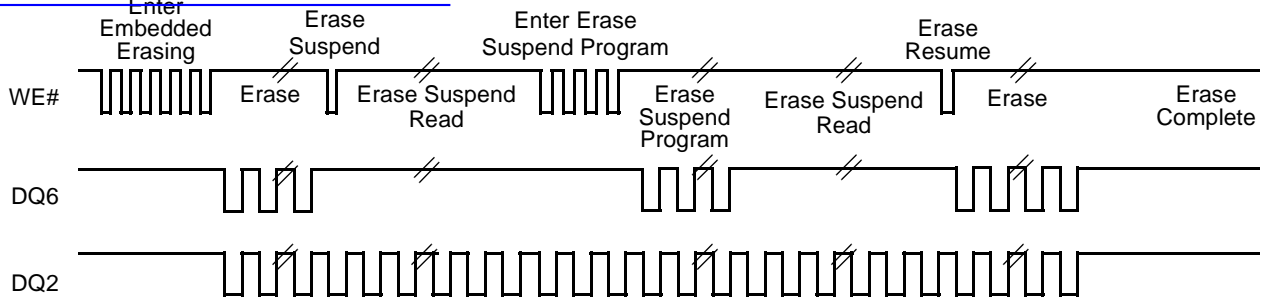 Enter
Embedded
Erasing
Erase
Suspend
Enter Erase
Suspend Program
Erase
Resume
WE#
Erase
Erase Suspend
Read
Erase
Suspend
Program
Erase Suspend
Read
Erase
Erase
Complete
DQ6
DQ2